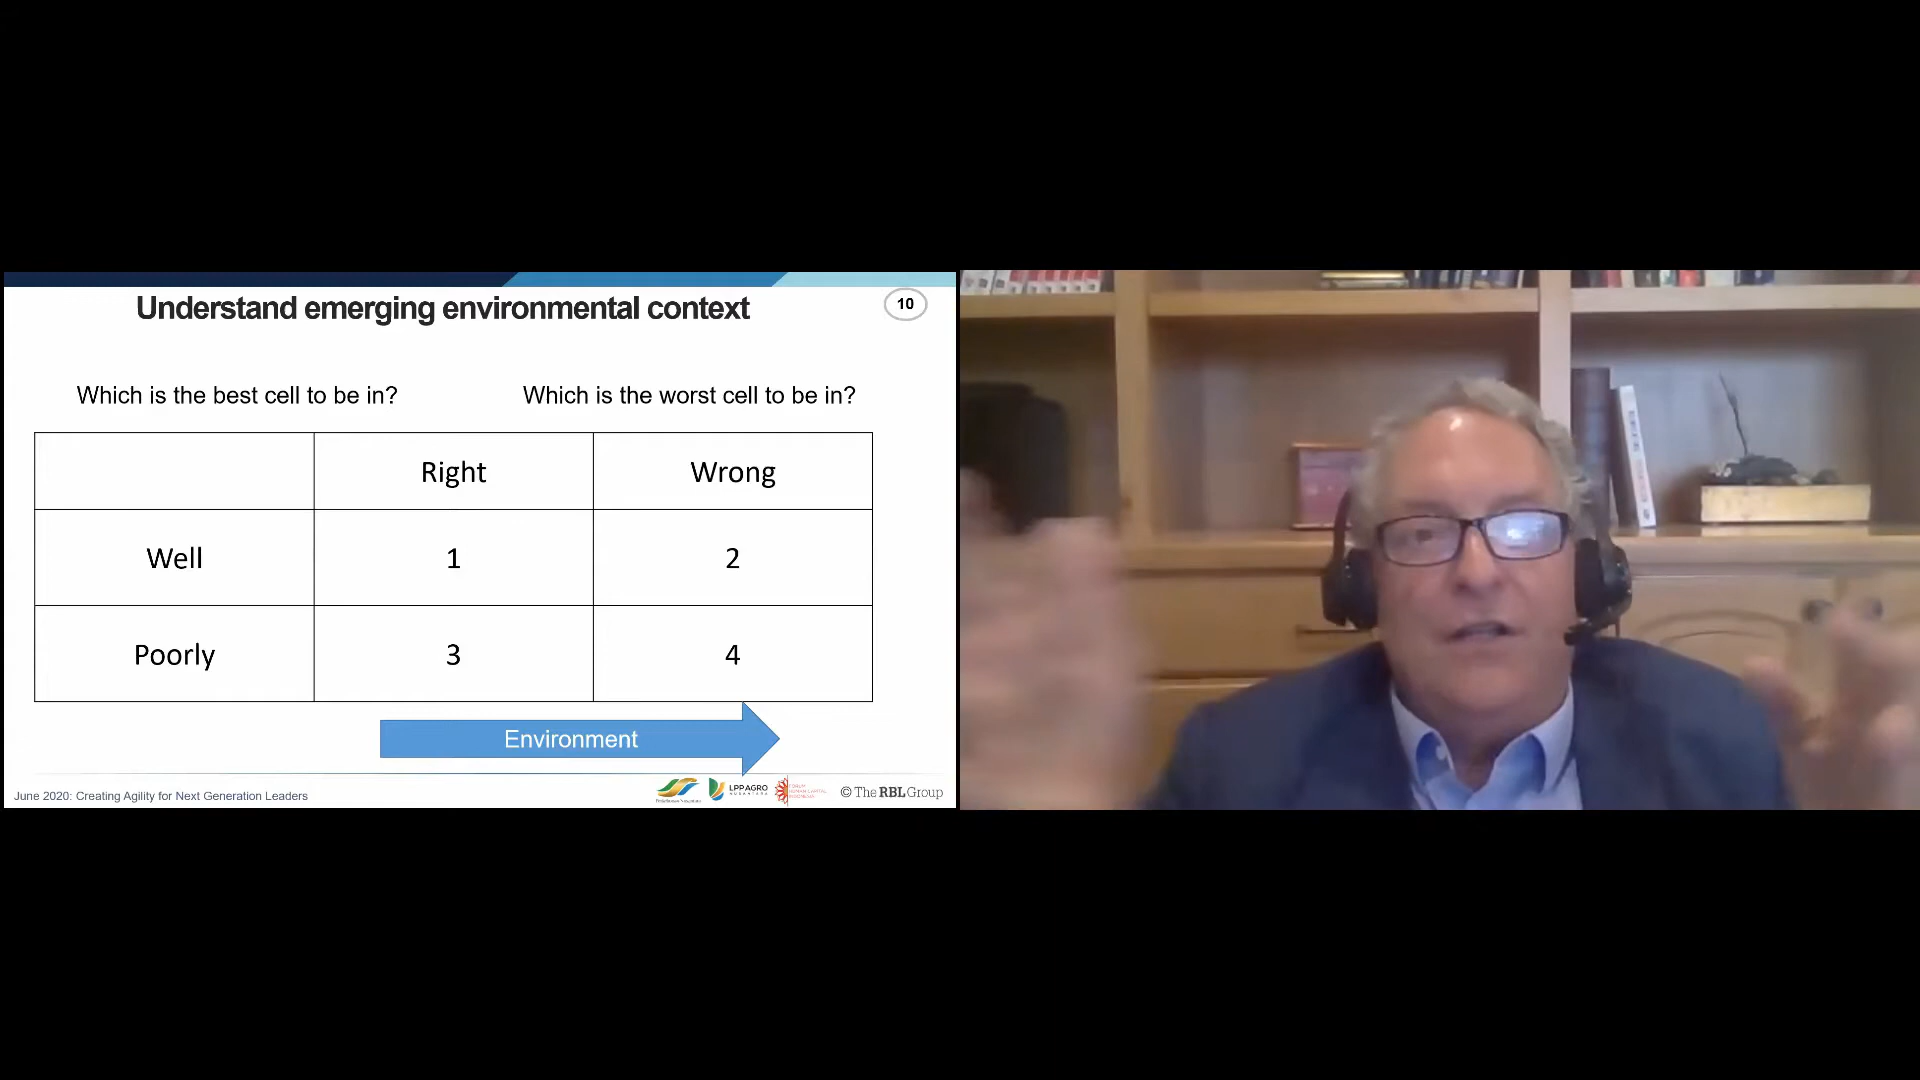 Understand emerging environmental context
10
Which is the best cell to be in?
Which is the worst cell to be in?
Right
Wrong
Well
1
2
Poorly
3
4
Environment
June 2020: Creating Agility for Next Generation Leaders
LPPAGRO
NUSANTARA
© The RBL Group